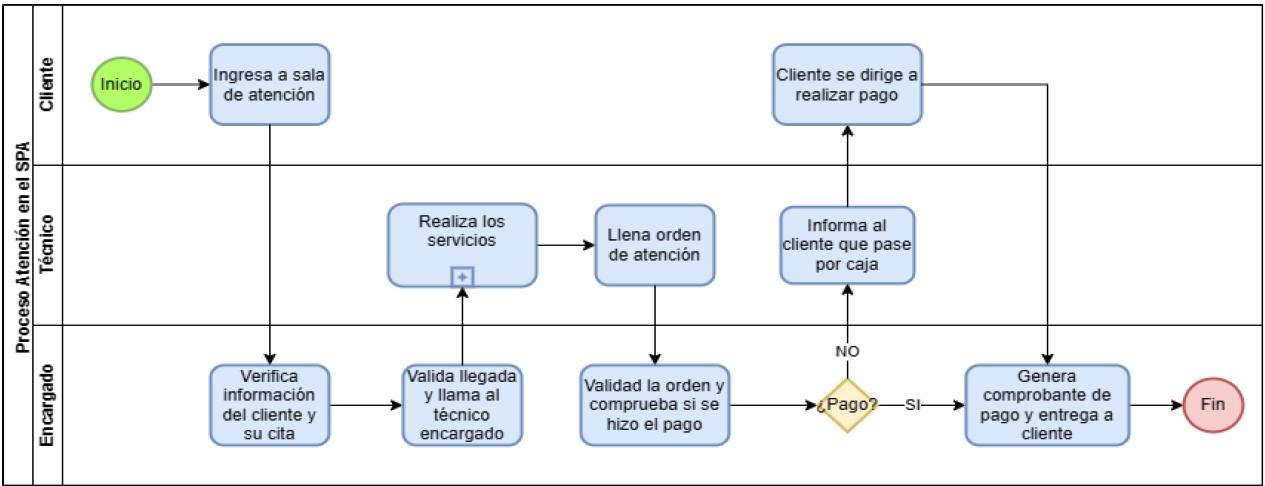 Proceso Atención en el SPA
Cliente
Inicio
Ingresa a sala
de atención
Cliente se dirige a
realizar pago
Técnico
Realiza los
servicios
+
Llena orden
de atención
Informa al
cliente que pase
por caja
Encargado
Verifica
información
del cliente y
su cita
Valida llegada
y llama al
técnico
encargado
Validad la orden y
comprueba si se
hizo el pago
¿Pago?
NO
SI
Genera
comprobante de
pago y entrega a
cliente
Fin